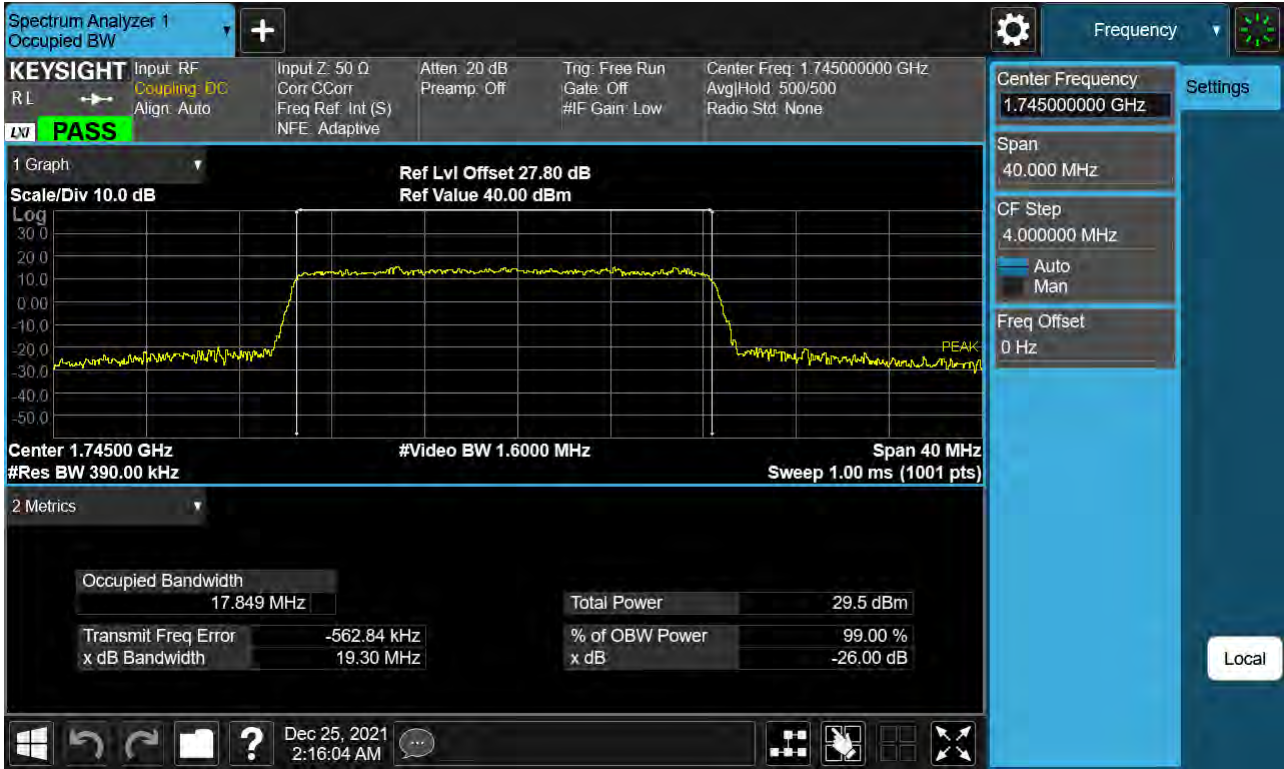 Spectrum Analyzer 1
Occupied BW
Frequency
KEYSIGHT
RL
LXI
PASS
Input: RF
Coupling: DC
Align: Auto
Input Z: 50 Ω
Corr CCorr
Freq Ref: Int (S)
NFE: Adaptive
Atten: 20 dB
Preamp: Off
Trig: Free Run
Gate: Off
#IF Gain: Low
Center Freq: 1.745000000 GHz
Avg|Hold: 500/500
Radio Std: None
Center Frequency
1.745000000 GHz
Settings
Span
40.000 MHz
CF Step
4.000000 MHz
Auto
Man
Freq Offset
0 Hz
1 Graph
Scale/Div 10.0 dB
Ref Lvl Offset 27.80 dB
Ref Value 40.00 dBm
Log
30.0
20.0
10.0
0.00
-10.0
-20.0
-30.0
-40.0
-50.0
PEAK
Center 1.74500 GHz
#Video BW 1.6000 MHz
Span 40 MHz
#Res BW 390.00 kHz
Sweep 1.00 ms (1001 pts)
2 Metrics
Occupied Bandwidth
17.849 MHz
Total Power 29.5 dBm
Transmit Freq Error -562.84 kHz
% of OBW Power 99.00 %
x dB Bandwidth 19.30 MHz
x dB -26.00 dB
Local
?
Dec 25, 2021
2:16:04 AM